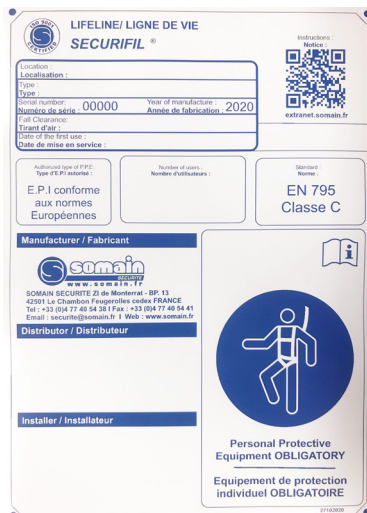 ISO 9001
CERTIFIED
LIFELINE/ LIGNE DE VIE
SECURIFIL ®
Instructions :
Notice :
extranet.somain.fr
Location :
Localisation :
Type :
Type :
Serial number:
Numéro de série : 00000
Year of manufacture :
Année de fabrication : 2020
Fall Clearance:
Tirant d'air :
Date of the first use :
Date de mise en service :
Authorized type of P.P.E:
Type d'E.P.I autorisé :
E.P.I conforme
aux normes
Européennes
Number of users :
Nombre d'utilisateurs :
Standard :
Norme :
EN 795
Classe C
Manufacturer / Fabricant
somain
SECURITE
www.somain.fr
SOMAIN SECURITE ZI de Monterrat - BP. 13
42501 Le Chambon Feugerolles cedex FRANCE
Tel : +33 (0)4 77 40 54 38 I Fax : +33 (0)4 77 40 54 41
Email : securite@somain.fr I Web : www.somain.fr
Distributor / Distributeur
Installer / Installateur
i
Personal Protective
Equipment OBLIGATORY
Equipement de protection
individuel OBLIGATOIRE
27102020